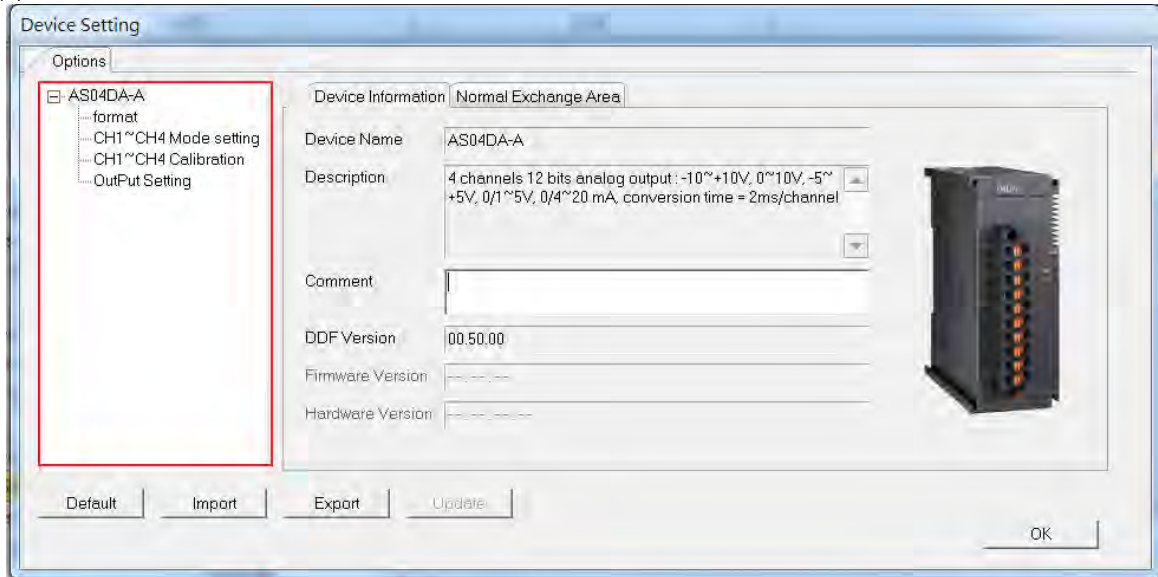 Device Setting
Options
AS04DA-A
format
CH1~CH4 Mode setting
CH1~CH4 Calibration
OutPut Setting
Device Information
Normal Exchange Area
Device Name
AS04DA-A
Description
4 channels 12 bits analog output : -10~+10V, 0~10V, -5~
+5V, 0/1~5V, 0/4~20 mA, conversion time = 2ms/channel
Comment
DDF Version
00.50.00
Firmware Version
--.--.--
Hardware Version
--.--.--.--
Default
Import
Export
Update
OK